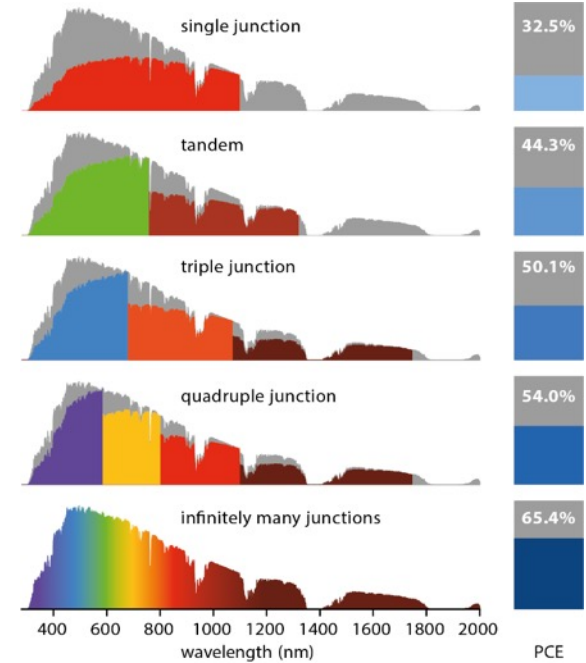 single junction
32.5%
tandem
44.3%
triple junction
50.1%
quadruple junction
54.0%
infinitely many junctions
65.4%
400 600 800 1000 1200 1400 1600 1800 2000
wavelength (nm)
PCE